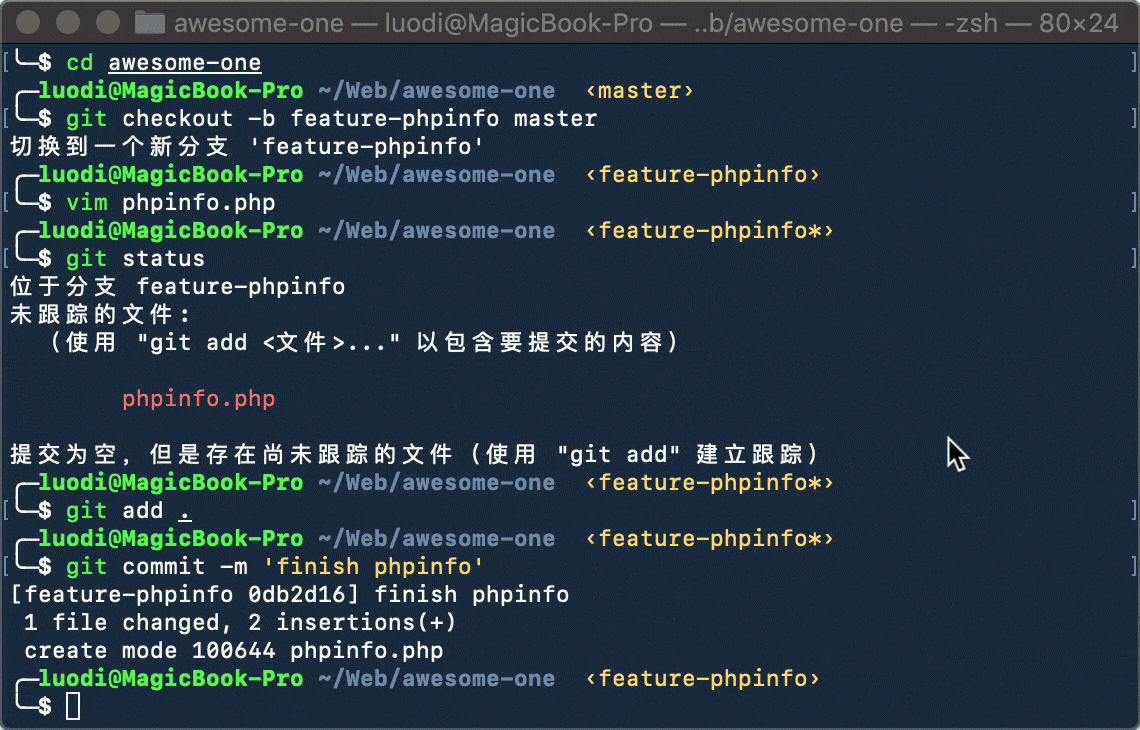 awesome-one — luodi@MagicBook-Pro — ..b/awesome-one — -zsh — 80×24
[╰─$ cd awesome-one ]
╭─luodi@MagicBook-Pro ~/Web/awesome-one ‹master›
[╰─$ git checkout -b feature-phpinfo master ]
切换到一个新分支 'feature-phpinfo'
╭─luodi@MagicBook-Pro ~/Web/awesome-one ‹feature-phpinfo›
[╰─$ vim phpinfo.php ]
╭─luodi@MagicBook-Pro ~/Web/awesome-one ‹feature-phpinfo*›
[╰─$ git status ]
位于分支 feature-phpinfo
未跟踪的文件:
（使用 "git add <文件>..." 以包含要提交的内容）
phpinfo.php
提交为空，但是存在尚未跟踪的文件（使用 "git add" 建立跟踪）
╭─luodi@MagicBook-Pro ~/Web/awesome-one ‹feature-phpinfo*›
[╰─$ git add . ]
╭─luodi@MagicBook-Pro ~/Web/awesome-one ‹feature-phpinfo*›
[╰─$ git commit -m 'finish phpinfo' ]
[feature-phpinfo 0db2d16] finish phpinfo
1 file changed, 2 insertions(+)
create mode 100644 phpinfo.php
╭─luodi@MagicBook-Pro ~/Web/awesome-one ‹feature-phpinfo›
╰─$